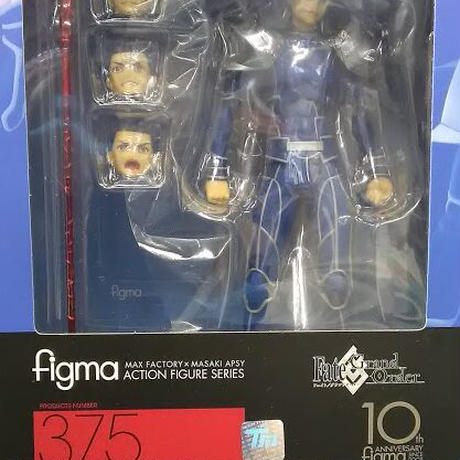 figma
figma MAX FACTORY×MASAKI APSY
ACTION FIGURE SERIES
Fate Grand Order
PRODUCTS NUMBER
375
10th
ANNIVERSARY
figma